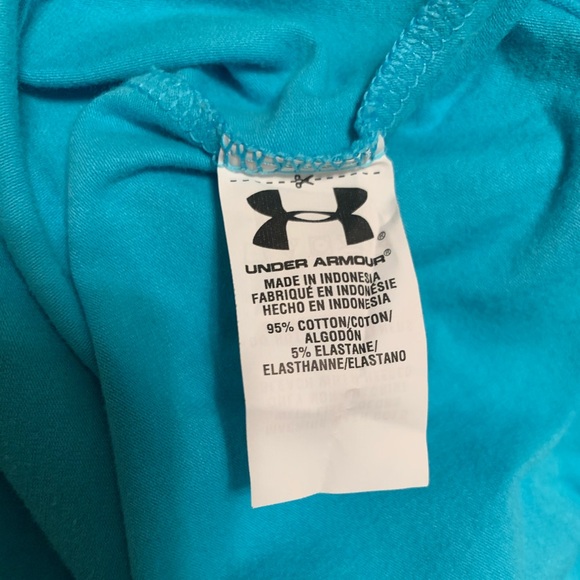 UNDER ARMOUR®
MADE IN INDONESIA
FABRIQUÉ EN INDONÉSIE
HECHO EN INDONESIA
95% COTTON/COTON/
ALGODÓN
5% ELASTANE/
ELASTHANNE/ELASTANO